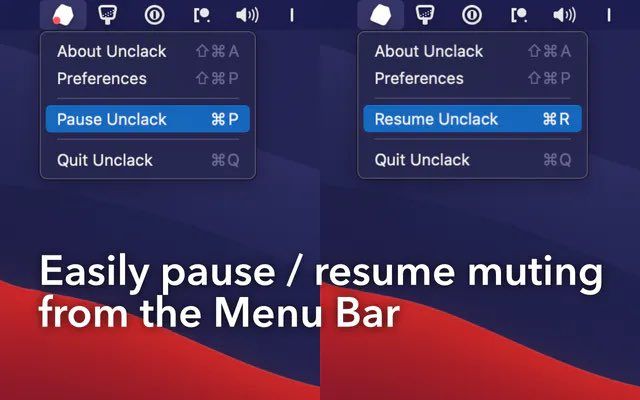 About Unclack ⇧⌘A
Preferences ⇧⌘P
Pause Unclack ⌘P
Quit Unclack ⌘Q
About Unclack ⇧⌘A
Preferences ⇧⌘P
Resume Unclack ⌘R
Quit Unclack ⌘Q
Easily pause / resume muting
from the Menu Bar